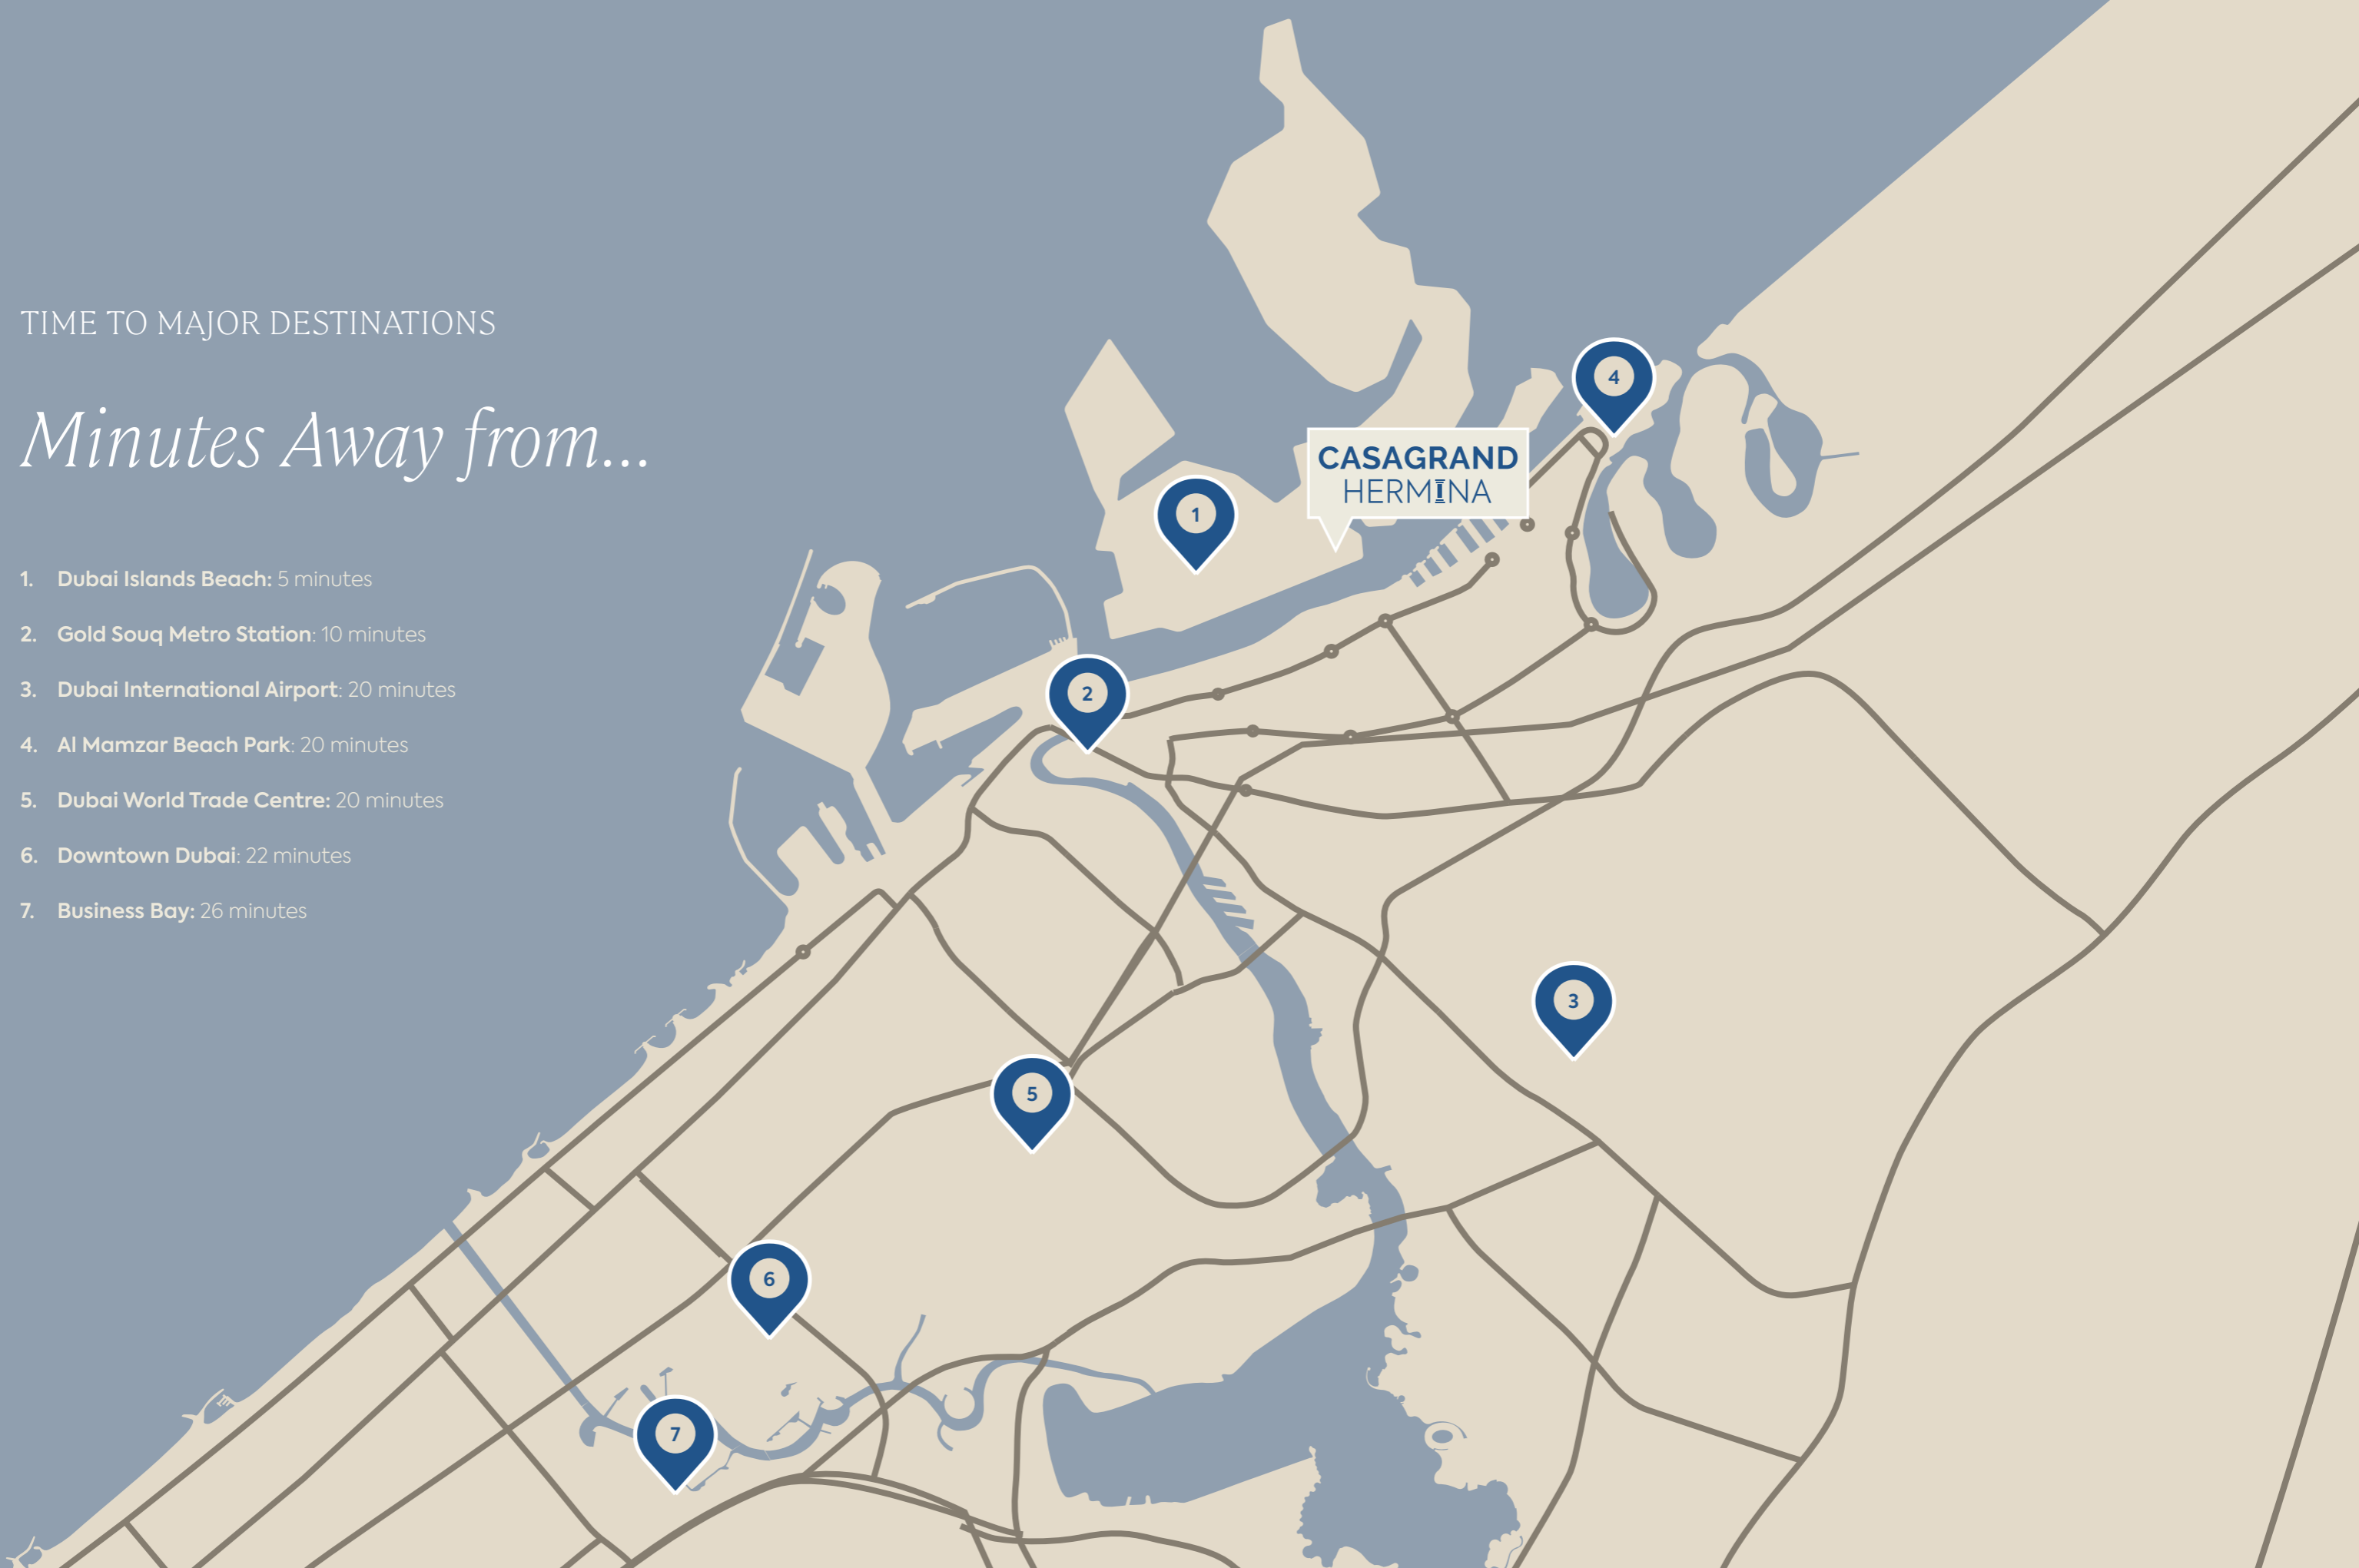 TIME TO MAJOR DESTINATIONS
Minutes Away from...
1. Dubai Islands Beach: 5 minutes
2. Gold Souq Metro Station: 10 minutes
3. Dubai International Airport: 20 minutes
4. Al Mamzar Beach Park: 20 minutes
5. Dubai World Trade Centre: 20 minutes
6. Downtown Dubai: 22 minutes
7. Business Bay: 26 minutes
4
CASAGRAND
HERMINA
1
2
3
5
6
7